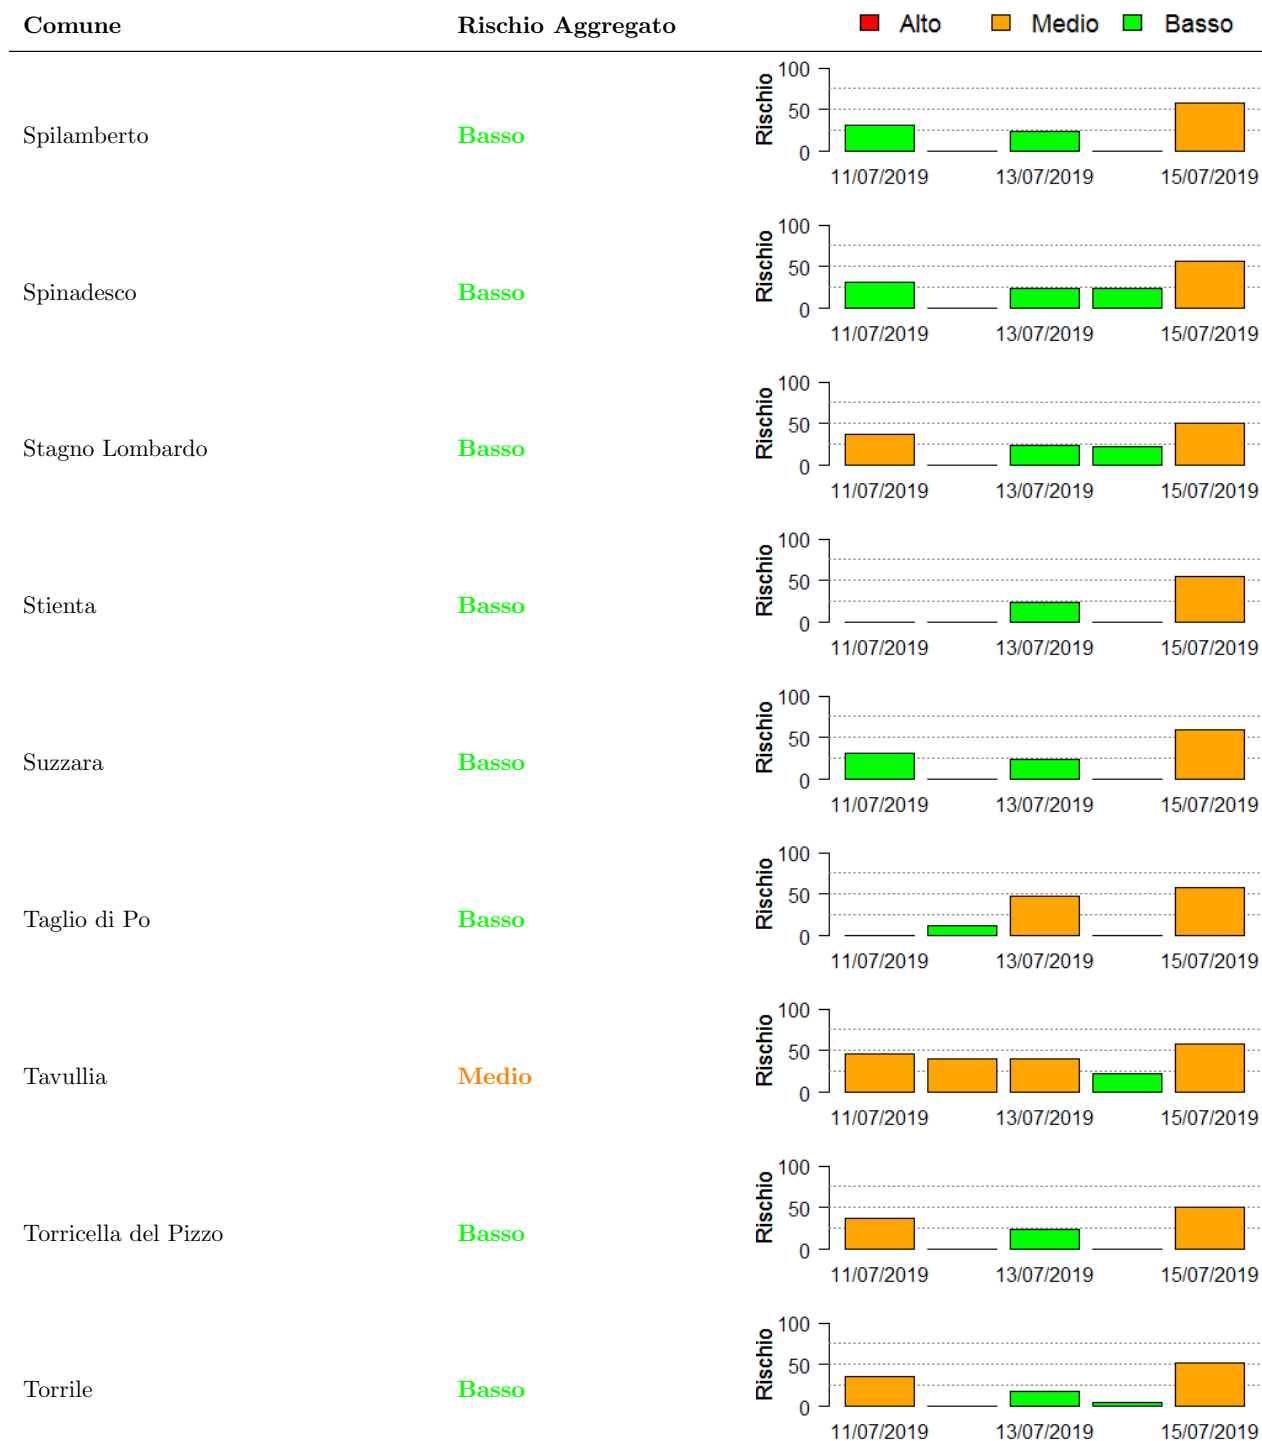 Comune Rischio Aggregato Alto Medio Basso
Spilamberto Basso Rischio 100 50 0
11/07/2019 13/07/2019 15/07/2019
Spinadesco Basso Rischio 100 50 0
11/07/2019 13/07/2019 15/07/2019
Stagno Lombardo Basso Rischio 100 50 0
11/07/2019 13/07/2019 15/07/2019
Stienta Basso Rischio 100 50 0
11/07/2019 13/07/2019 15/07/2019
Suzzara Basso Rischio 100 50 0
11/07/2019 13/07/2019 15/07/2019
Taglio di Po Basso Rischio 100 50 0
11/07/2019 13/07/2019 15/07/2019
Tavullia Medio Rischio 100 50 0
11/07/2019 13/07/2019 15/07/2019
Torricella del Pizzo Basso Rischio 100 50 0
11/07/2019 13/07/2019 15/07/2019
Torrile Basso Rischio 100 50 0
11/07/2019 13/07/2019 15/07/2019